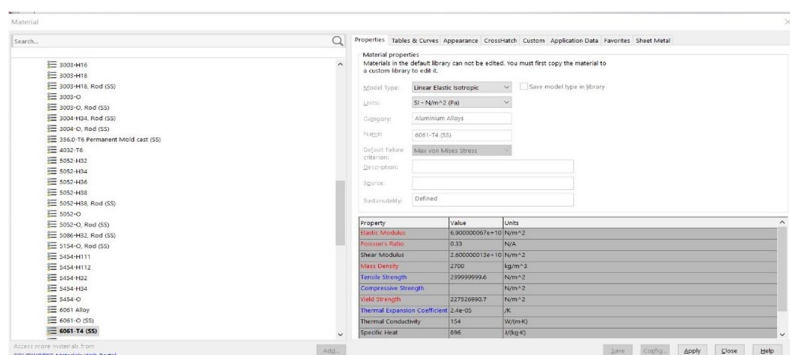 Material
Search...
3003-H16
3003-H18
3003-H18, Rod (SS)
3003-O
3003-O, Rod (SS)
3004-H34, Rod (SS)
3004-O, Rod (SS)
356.0-T6 Permanent Mold cast (SS)
4032-T6
5052-H32
5052-H34
5052-H36
5052-H38
5052-H38, Rod (SS)
5052-O
5052-O, Rod (SS)
5086-H32, Rod (SS)
5154-O, Rod (SS)
5454-H111
5454-H112
5454-H32
5454-H34
5454-O
6061 Alloy
6061-O (SS)
6061-T4 (SS)
Access more materials from
SOLIDWORKS Materials Web Portal
Add...
Properties Tables & Curves Appearance CrossHatch Custom Application Data Favorites Sheet Metal
Material properties
Materials in the default library can not be edited. You must first copy the material to
a custom library to edit it.
Model Type: Linear Elastic Isotropic Save model type in library
Units: SI - N/m^2 (Pa)
Category: Aluminium Alloys
Name: 6061-T4 (SS)
Default failure criterion: Max von Mises Stress
Description:
Source:
Sustainability: Defined
Property Value Units
Elastic Modulus 6.900000067e+10 N/m^2
Poisson's Ratio 0.33 N/A
Shear Modulus 2.600000013e+10 N/m^2
Mass Density 2700 kg/m^3
Tensile Strength 239999999.6 N/m^2
Compressive Strength N/m^2
Yield Strength 227526990.7 N/m^2
Thermal Expansion Coefficient 2.4e-05 /K
Thermal Conductivity 154 W/(m·K)
Specific Heat 896 J/(kg·K)
Save Config... Apply Close Help